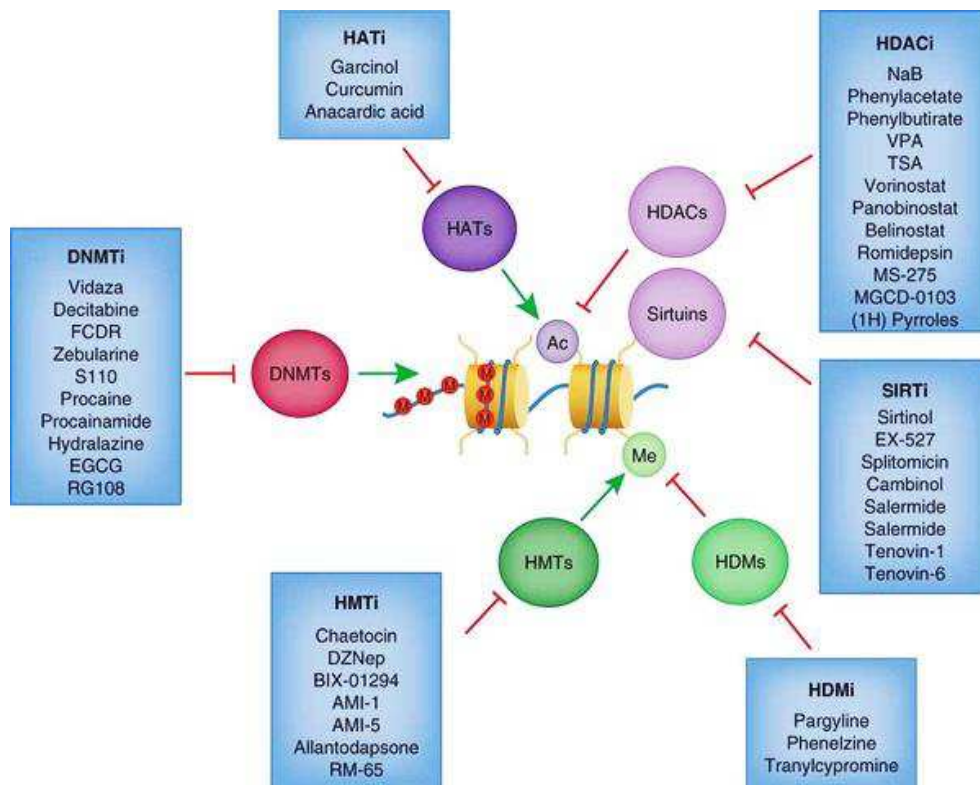 HATi
Garcinol
Curcumin
Anacardic acid
HDACi
NaB
Phenylacetate
Phenylbutirate
VPA
TSA
Vorinostat
Panobinostat
Belinostat
Romidepsin
MS-275
MGCD-0103
(1H) Pyrroles
HATs
HDACs
DNMTi
Vidaza
Decitabine
FCDR
Zebularine
S110
Procaine
Procainamide
Hydralazine
EGCG
RG108
DNMTs
Ac
Sirtuins
M
M
M
M
M
M
Me
SIRTi
Sirtinol
EX-527
Splitomicin
Cambinol
Salermide
Salermide
Tenovin-1
Tenovin-6
HMTs
HDMs
HMTi
Chaetocin
DZNep
BIX-01294
AMI-1
AMI-5
Allantodapsone
RM-65
HDMi
Pargyline
Phenelzine
Tranylcypromine